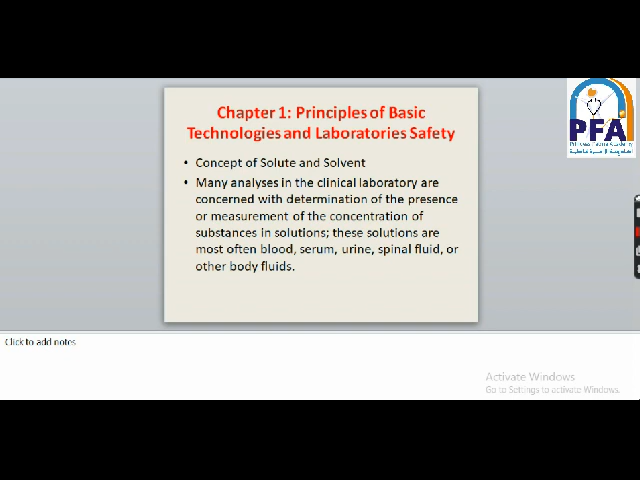 Chapter 1: Principles of Basic
Technologies and Laboratories Safety
• Concept of Solute and Solvent
• Many analyses in the clinical laboratory are
concerned with determination of the presence
or measurement of the concentration of
substances in solutions; these solutions are
most often blood, serum, urine, spinal fluid, or
other body fluids.
PFA
Princess Fatima Academy
Click to add notes
Activate Windows
Go to Settings to activate Windows.